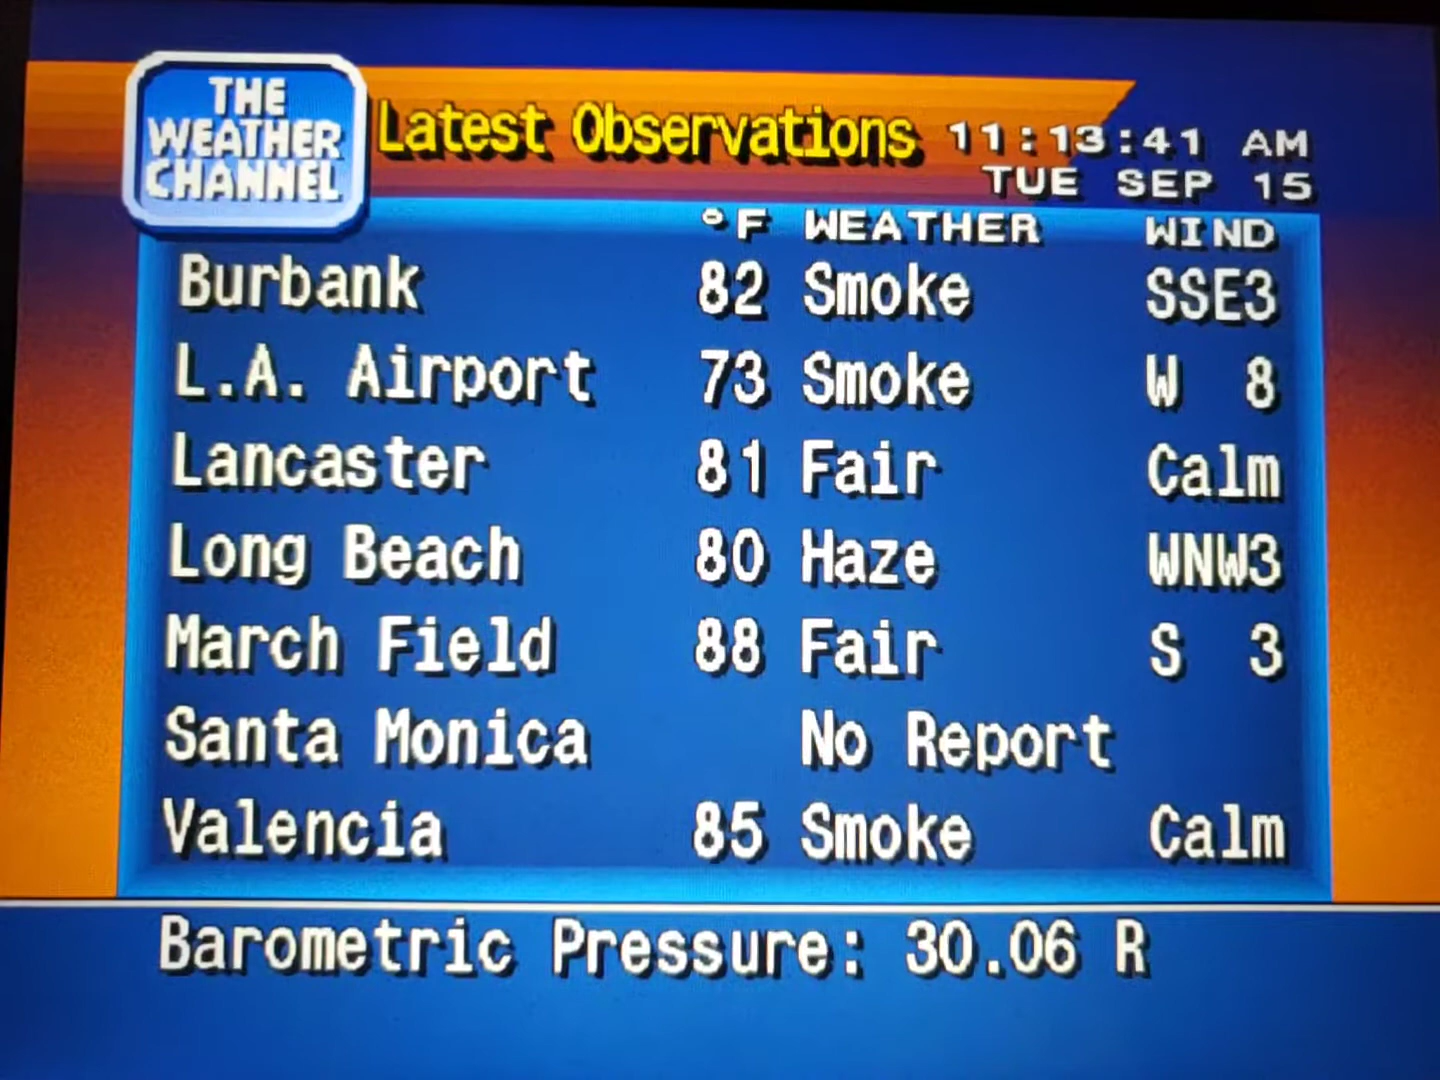 THE
WEATHER
CHANNEL
Latest Observations 11:13:41 AM
TUE SEP 15
°F WEATHER WIND
Burbank 82 Smoke SSE3
L.A. Airport 73 Smoke W 8
Lancaster 81 Fair Calm
Long Beach 80 Haze WNW3
March Field 88 Fair S 3
Santa Monica No Report
Valencia 85 Smoke Calm
Barometric Pressure: 30.06 R